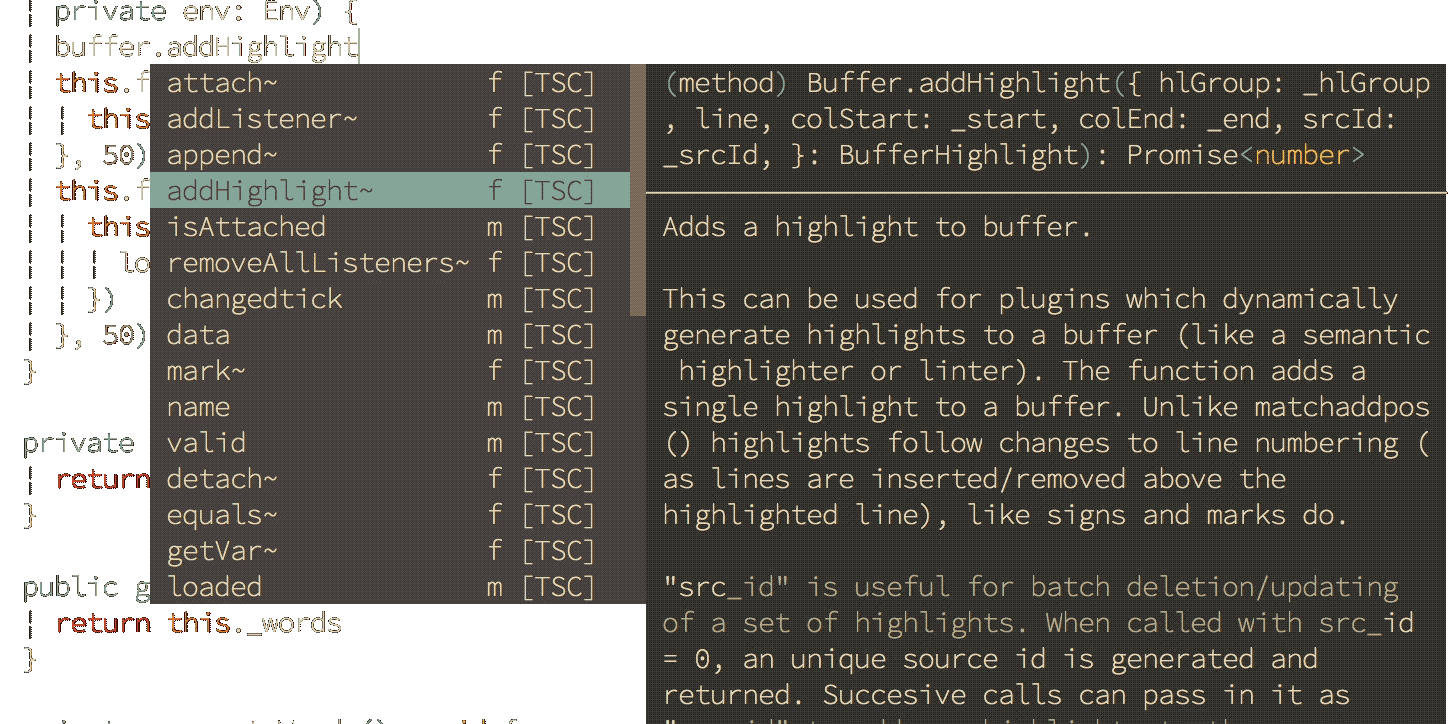 private env: Env) {
buffer.addHighlight
this.f
this
}, 50)
this.f
this
lo
})
}, 50)
}
private
return
}
public g
return this._words
}
attach~ f [TSC]
addListener~ f [TSC]
append~ f [TSC]
addHighlight~ f [TSC]
isAttached m [TSC]
removeAllListeners~ f [TSC]
changedtick m [TSC]
data m [TSC]
mark~ f [TSC]
name m [TSC]
valid m [TSC]
detach~ f [TSC]
equals~ f [TSC]
getVar~ f [TSC]
loaded m [TSC]
(method) Buffer.addHighlight({ hlGroup: _hlGroup
, line, colStart: _start, colEnd: _end, srcId:
_srcId, }: BufferHighlight): Promise<number>
Adds a highlight to buffer.
This can be used for plugins which dynamically
generate highlights to a buffer (like a semantic
highlighter or linter). The function adds a
single highlight to a buffer. Unlike matchaddpos
() highlights follow changes to line numbering (
as lines are inserted/removed above the
highlighted line), like signs and marks do.
"src_id" is useful for batch deletion/updating
of a set of highlights. When called with src_id
= 0, an unique source id is generated and
returned. Succesive calls can pass in it as